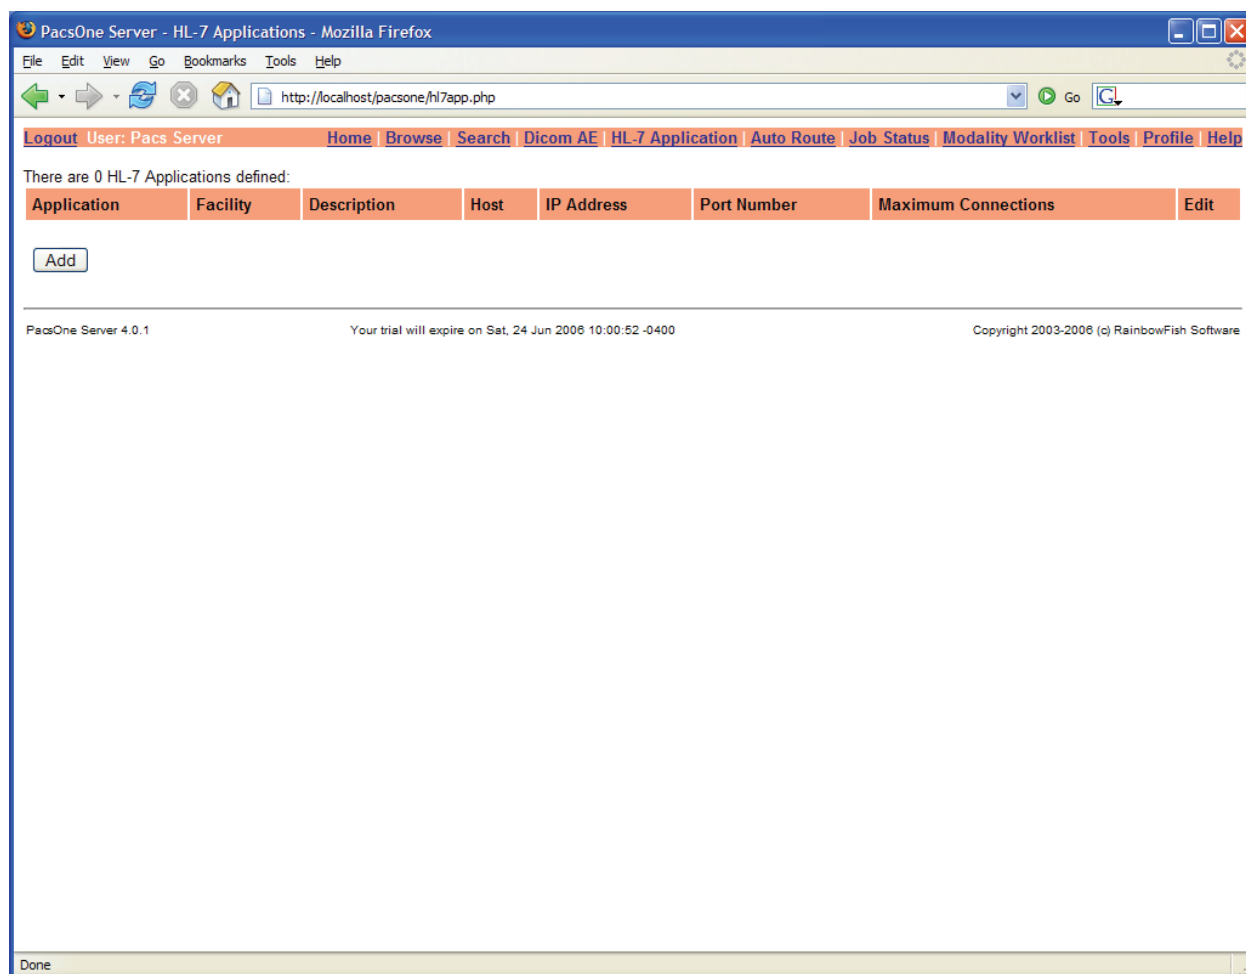 PacsOne Server - HL-7 Applications - Mozilla Firefox
File Edit View Go Bookmarks Tools Help
http://localhost/pacsone/hl7app.php Go G
Logout User: Pacs Server Home | Browse | Search | Dicom AE | HL-7 Application | Auto Route | Job Status | Modality Worklist | Tools | Profile | Help
There are 0 HL-7 Applications defined:
Application Facility Description Host IP Address Port Number Maximum Connections Edit
Add
PacsOne Server 4.0.1 Your trial will expire on Sat, 24 Jun 2006 10:00:52 -0400 Copyright 2003-2006 (c) RainbowFish Software
Done